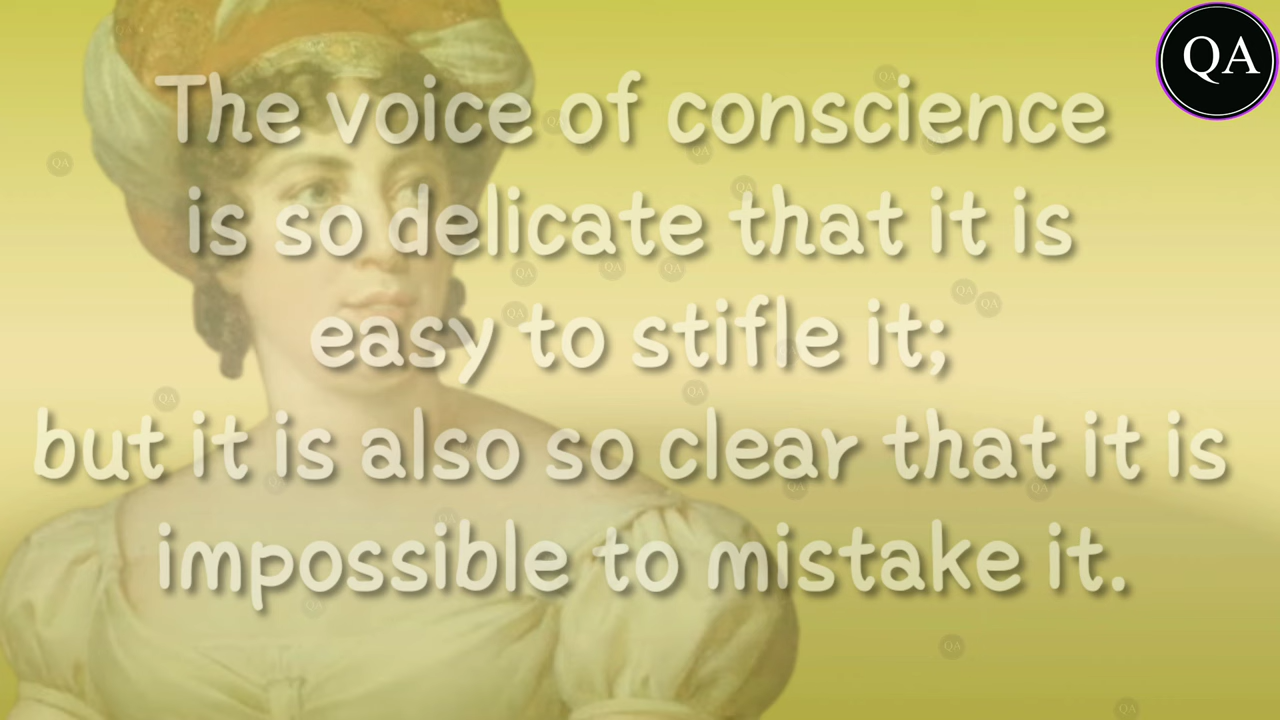 QA
The voice of conscience
is so delicate that it is
easy to stifle it;
but it is also so clear that it is
impossible to mistake it.